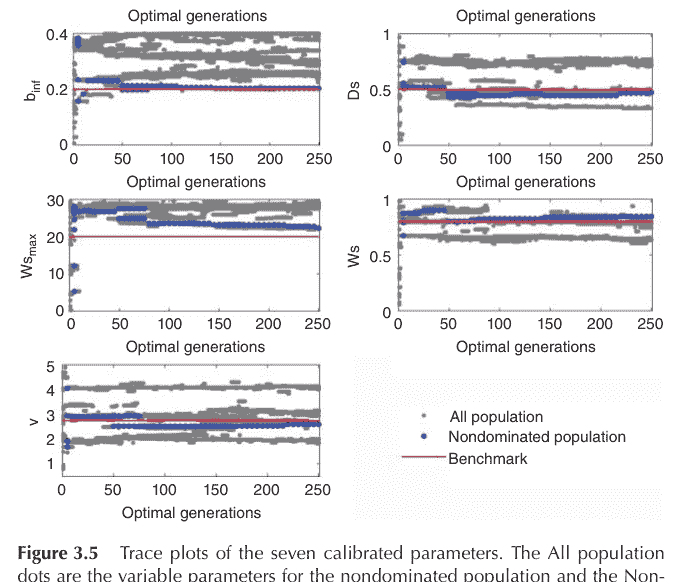 Optimal generations Optimal generations
0.4
0.2
0
b_inf
0 50 100 150 200 250
1
0.5
0
Ds
0 50 100 150 200 250
Optimal generations Optimal generations
30
20
10
0
Ws_max
0 50 100 150 200 250
1
0.5
0
Ws
0 50 100 150 200 250
Optimal generations Optimal generations
5
4
3
2
1
v
0 50 100 150 200 250
Optimal generations
All population
Nondominated population
Benchmark
Figure 3.5 Trace plots of the seven calibrated parameters. The All population
dots are the variable parameters for the nondominated population and the Non-